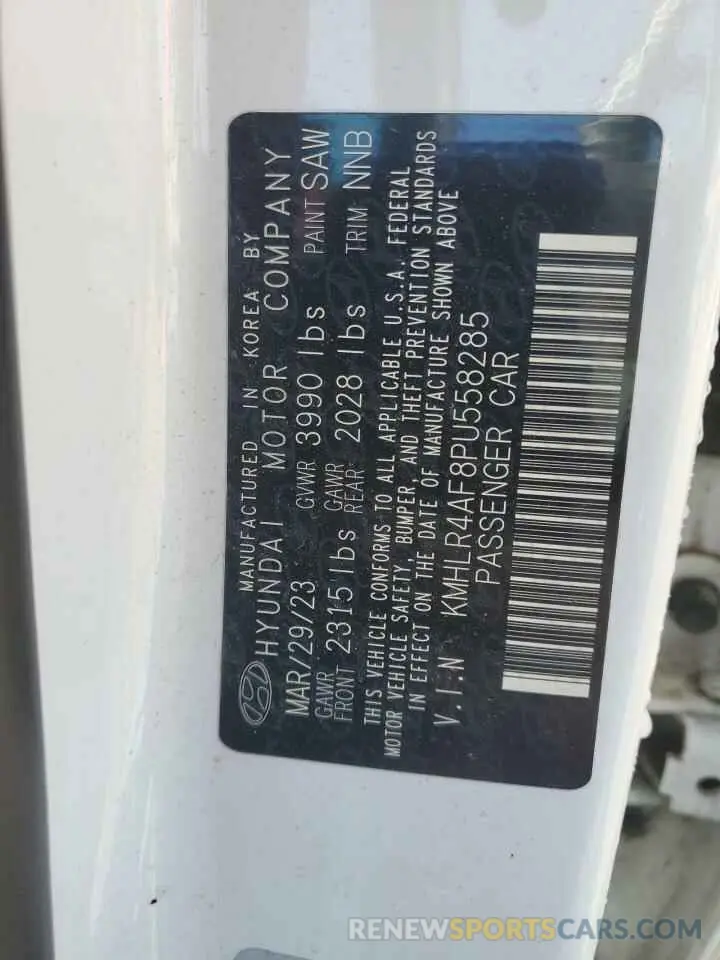 MANUFACTURED IN KOREA BY
HYUNDAI MOTOR COMPANY
MAR/29/23 GVWR 3990 lbs PAINT SAW
GAWR FRONT 2315 lbs GAWR REAR 2028 lbs TRIM NNB
THIS VEHICLE CONFORMS TO ALL APPLICABLE U.S.A. FEDERAL
MOTOR VEHICLE SAFETY, BUMPER, AND THEFT PREVENTION STANDARDS
IN EFFECT ON THE DATE OF MANUFACTURE SHOWN ABOVE
V.I.N KMHLR4AF8PU558285
PASSENGER CAR
RENEWSPORTSCARS.COM